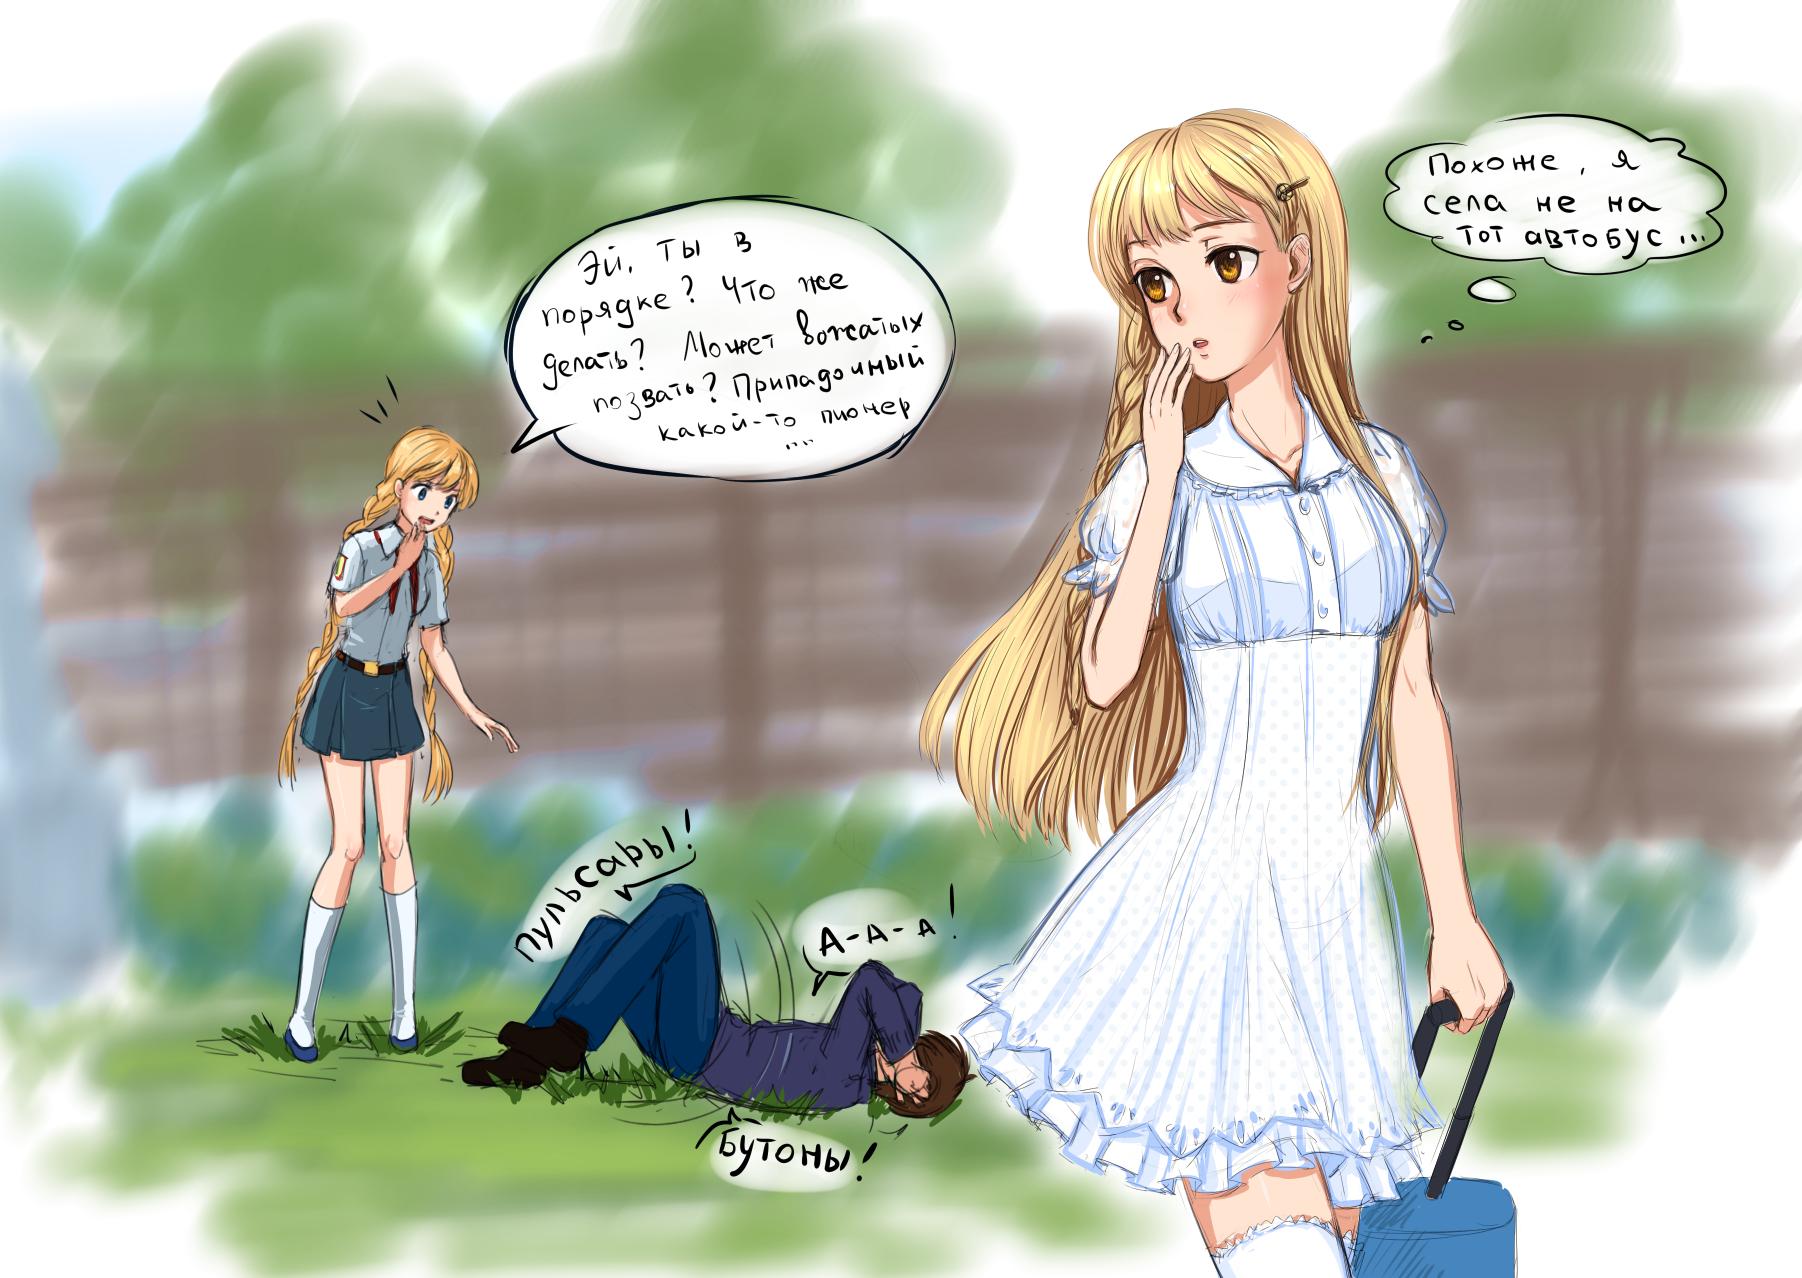 Похоже, я
села не на
тот автобус...
Эй, ты в
порядке? Что же
делать? Может вожатых
позвать? Припадочный
какой-то пионер
...
пульсары!
А-А-А!
Бутоны!